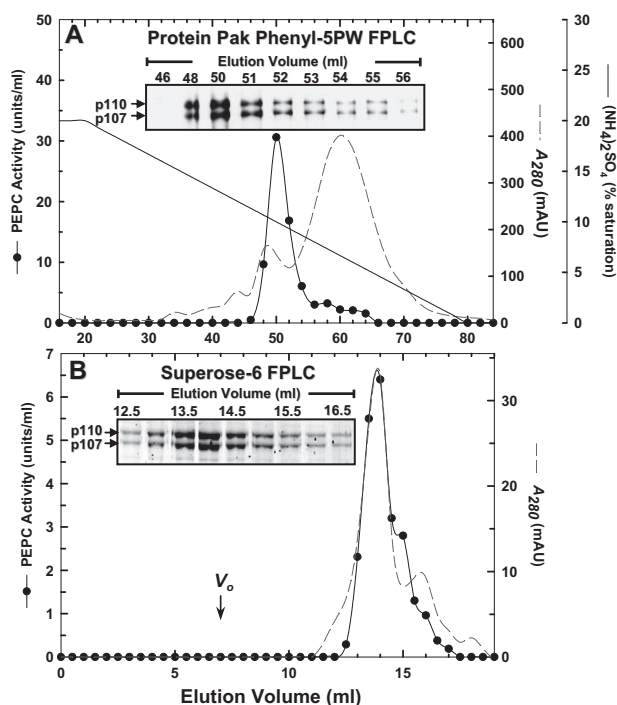 A
Protein Pak Phenyl-5PW FPLC
Elution Volume (ml)
46 48 50 51 52 53 54 55 56
p110
p107
50
40
30
20
10
0
PEPC Activity (units/ml)
600
500
400
300
200
100
0
A280 (mAU)
30
25
20
15
10
5
0
(NH4)2SO4 (% saturation)
20 30 40 50 60 70 80
B
Superose-6 FPLC
Elution Volume (ml)
12.5 13.5 14.5 15.5 16.5
p110
p107
7
6
5
4
3
2
1
0
PEPC Activity (units/ml)
Vo
30
20
10
0
A280 (mAU)
0 5 10 15
Elution Volume (ml)